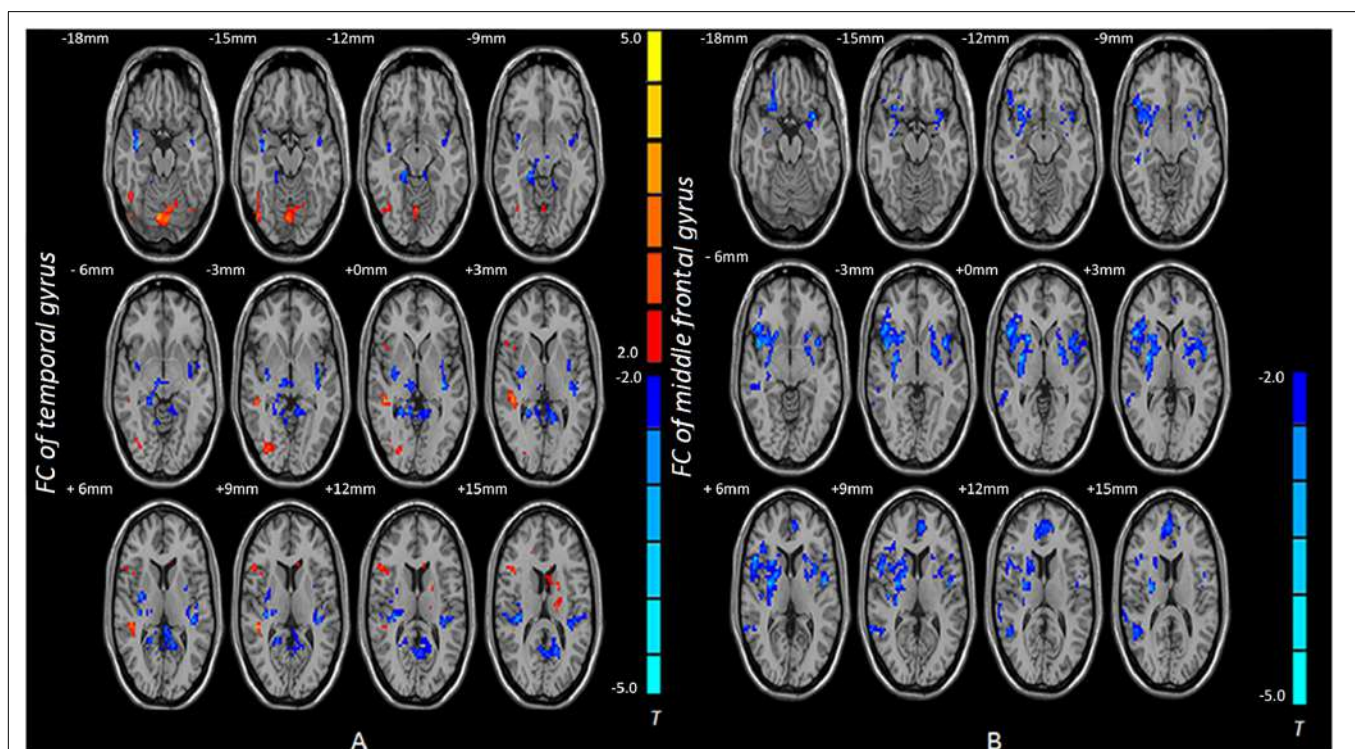 -18mm -15mm -12mm -9mm
5.0
FC of temporal gyrus
- 6mm -3mm +0mm +3mm
2.0
-2.0
+ 6mm +9mm +12mm +15mm
-5.0
T
A
-18mm -15mm -12mm -9mm
FC of middle frontal gyrus
- 6mm -3mm +0mm +3mm
-2.0
+ 6mm +9mm +12mm +15mm
-5.0
T
B